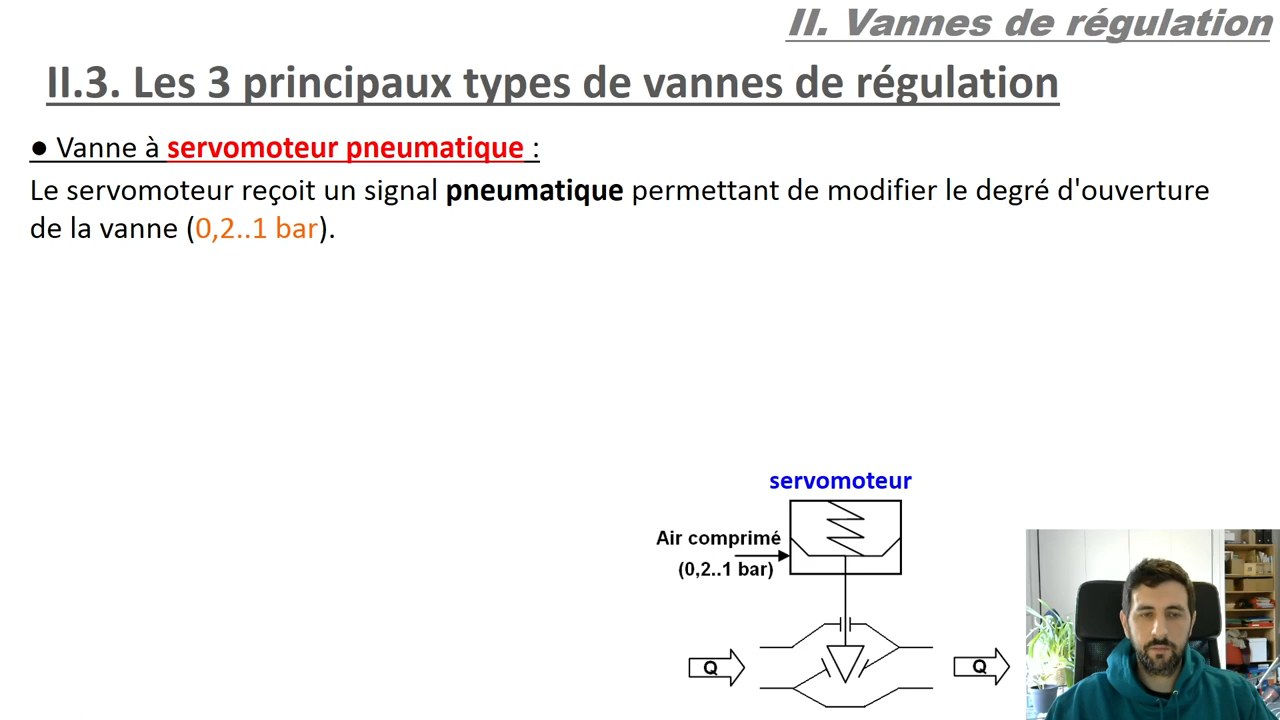 II. Vannes de régulation
II.3. Les 3 principaux types de vannes de régulation
● Vanne à servomoteur pneumatique :
Le servomoteur reçoit un signal pneumatique permettant de modifier le degré d'ouverture
de la vanne (0,2..1 bar).
servomoteur
Air comprimé
(0,2..1 bar)
Q
Q